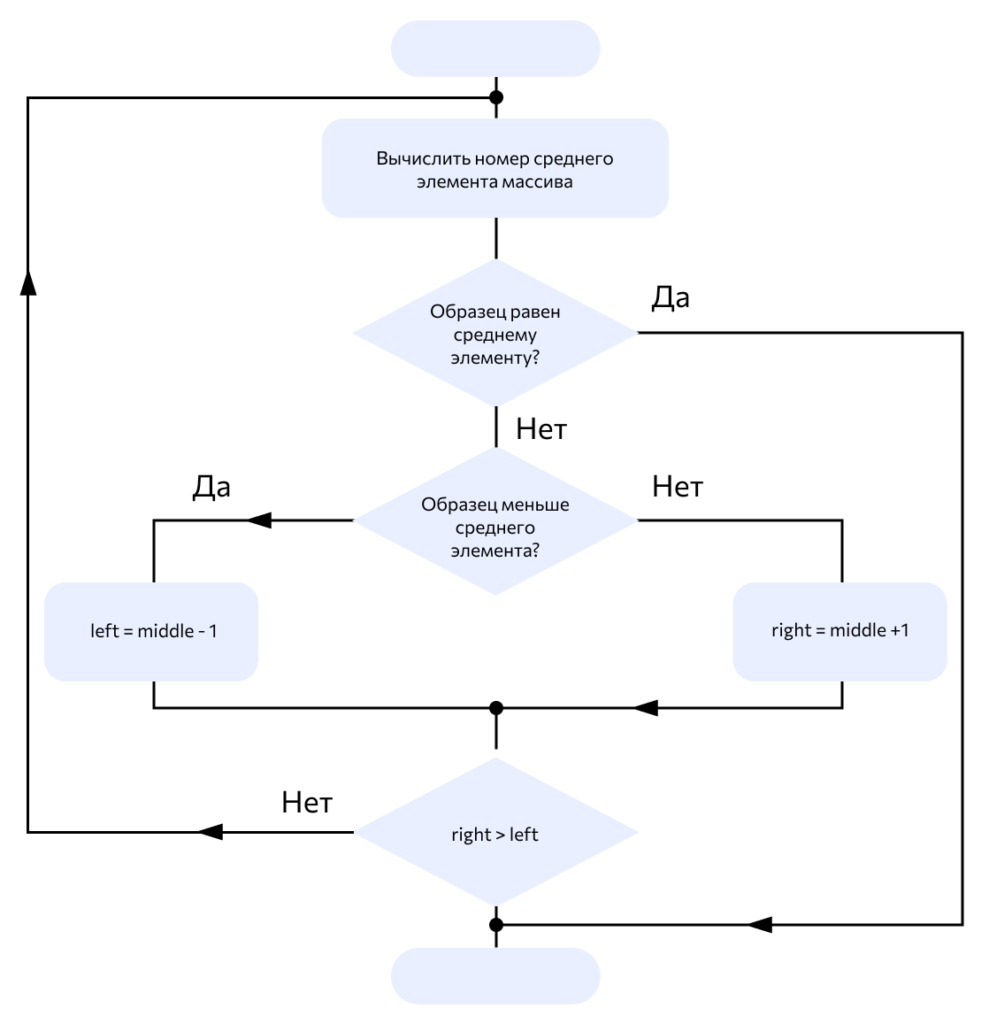 Вычислить номер среднего
элемента массива
Образец равен
среднему
элементу?
Да
Нет
Образец меньше
среднего
элемента?
Да
Нет
left = middle - 1
right = middle +1
Нет
right > left